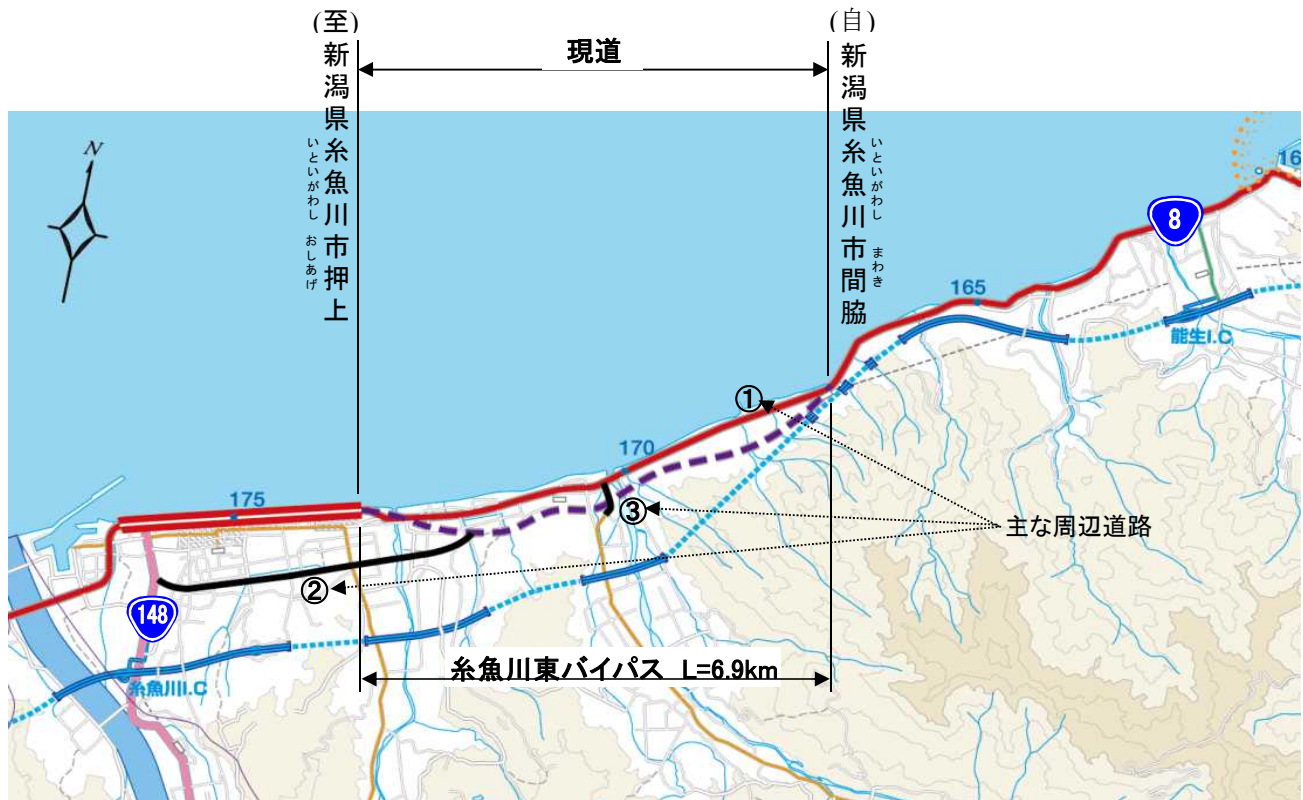 (至)
新潟県糸魚川市押上
いといがわし おしあげ
現道
(自)
新潟県糸魚川市間脇
いといがわし まわき
N
16
8
165
能生I.C
①
170
175
③
主な周辺道路
②
148
糸魚川東バイパス L=6.9km
糸魚川I.C